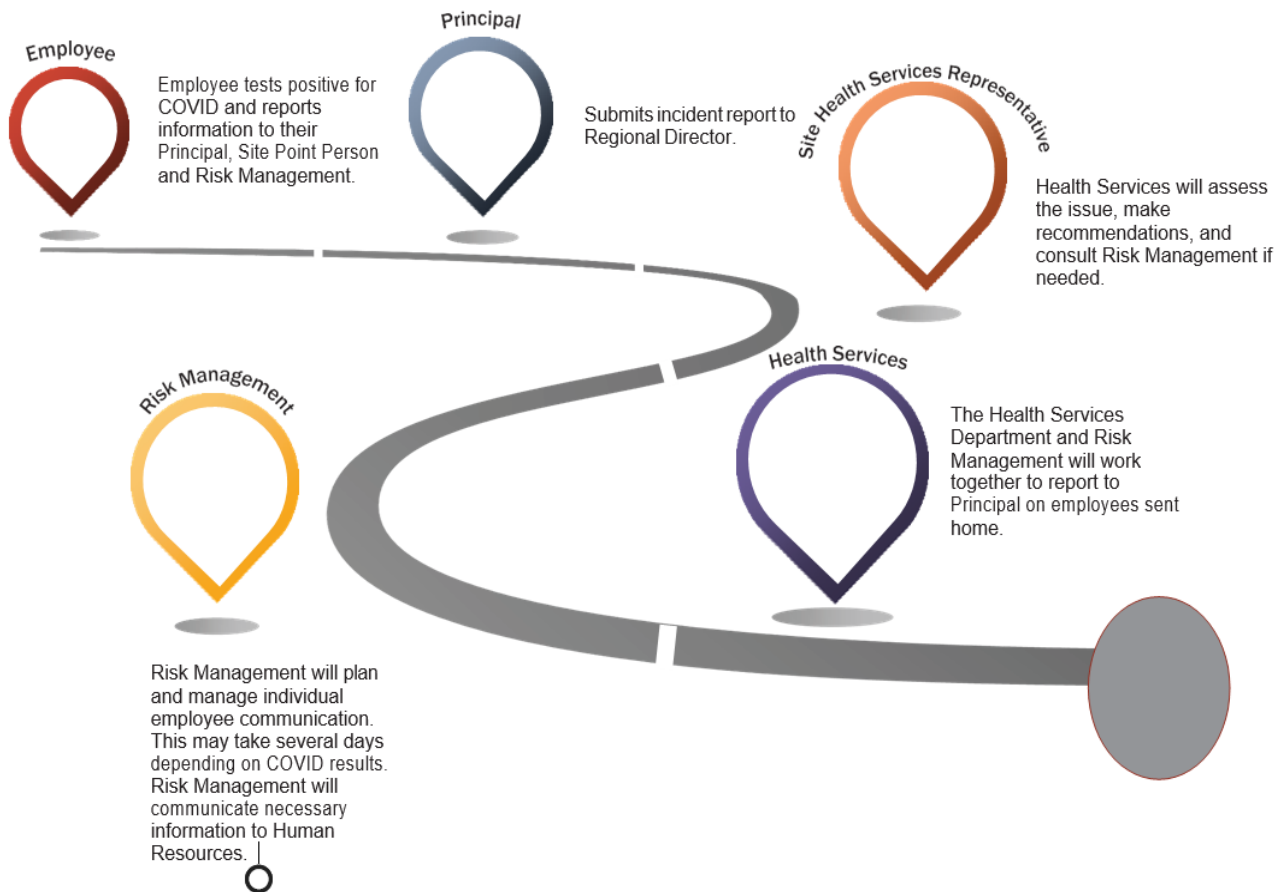 Employee
Employee tests positive for
COVID and reports
information to their
Principal, Site Point Person
and Risk Management.
Principal
Submits incident report to
Regional Director.
Site Health Services Representative
Health Services will assess
the issue, make
recommendations, and
consult Risk Management if
needed.
Risk Management
Risk Management will plan
and manage individual
employee communication.
This may take several days
depending on COVID results.
Risk Management will
communicate necessary
information to Human
Resources.
Health Services
The Health Services
Department and Risk
Management will work
together to report to
Principal on employees sent
home.